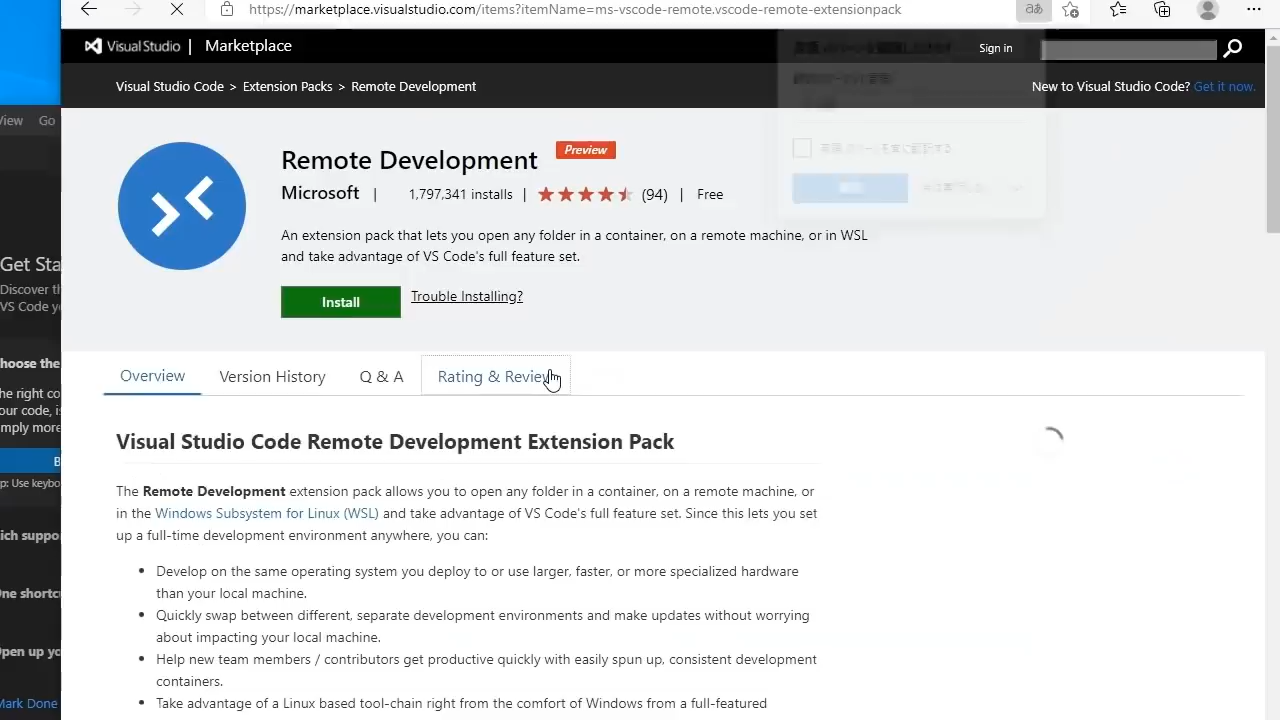 https://marketplace.visualstudio.com/items?itemName=ms-vscode-remote.vscode-remote-extensionpack
Visual Studio | Marketplace
Sign in
Visual Studio Code > Extension Packs > Remote Development
New to Visual Studio Code? Get it now.
View Go
Remote Development Preview
Microsoft | 1,797,341 installs | (94) | Free
An extension pack that lets you open any folder in a container, on a remote machine, or in WSL
and take advantage of VS Code's full feature set.
Install Trouble Installing?
Get Sta
Discover th
VS Code yo
Overview Version History Q & A Rating & Review
hoose the
he right co
our code, is
mply more
B
p: Use keybo
Visual Studio Code Remote Development Extension Pack
The Remote Development extension pack allows you to open any folder in a container, on a remote machine, or
in the Windows Subsystem for Linux (WSL) and take advantage of VS Code's full feature set. Since this lets you set
up a full-time development environment anywhere, you can:
• Develop on the same operating system you deploy to or use larger, faster, or more specialized hardware
than your local machine.
• Quickly swap between different, separate development environments and make updates without worrying
about impacting your local machine.
• Help new team members / contributors get productive quickly with easily spun up, consistent development
containers.
• Take advantage of a Linux based tool-chain right from the comfort of Windows from a full-featured
ich suppo
ne shortcu
pen up yo
Mark Done